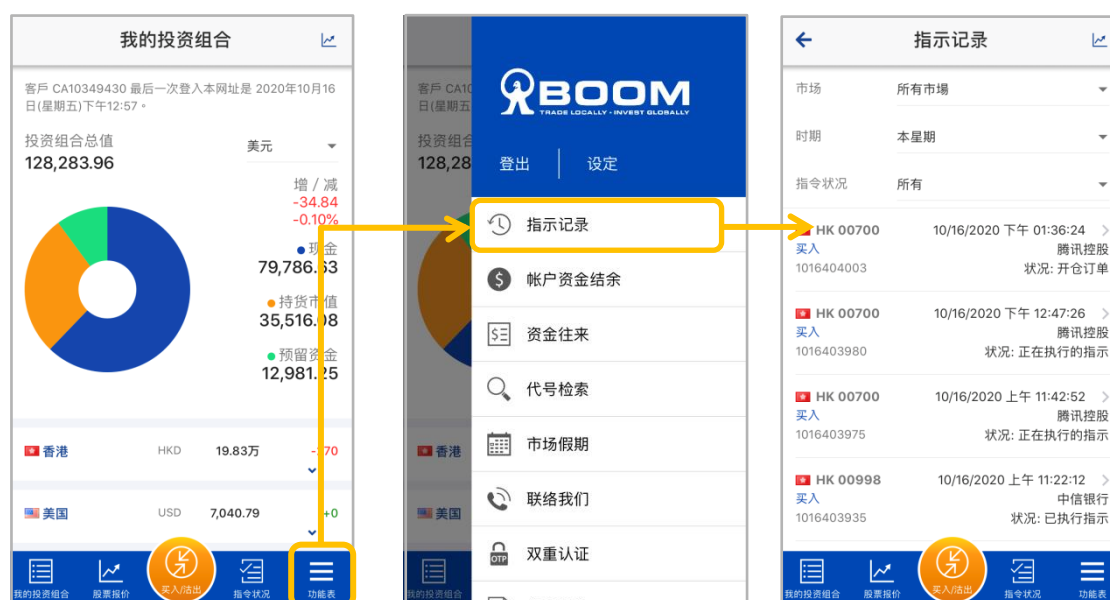 我的投资组合
客戶 CA10349430 最后一次登入本网址是 2020年10月16
日(星期五)下午12:57。
投资组合总值
128,283.96
美元
增 / 减
-34.84
-0.10%
现金
79,786.63
持货市值
35,516.08
预留资金
12,981.25
香港 HKD 19.83万
美国 USD 7,040.79 +0
我的投资组合 股票报价 买入/沽出 指令状况 功能表
客戶 CA10
日(星期五
投资组合
128,28
香港
美国
我的投资组合
BOOM
TRADE LOCALLY - INVEST GLOBALLY
登出 设定
指示记录
帐户资金结余
资金往来
代号检索
市场假期
联络我们
OTP 双重认证
指示记录
市场 所有市場
时期 本星期
指令状况 所有
HK 00700 10/16/2020 下午 01:36:24
买入 腾讯控股
1016404003 状况: 开仓订单
HK 00700 10/16/2020 下午 12:47:26
买入 腾讯控股
1016403980 状况: 正在执行的指示
HK 00700 10/16/2020 上午 11:42:52
买入 腾讯控股
1016403975 状况: 正在执行的指示
HK 00998 10/16/2020 上午 11:22:12
买入 中信银行
1016403935 状况: 已执行指示
我的投资组合 股票报价 买入/沽出 指令状况 功能表